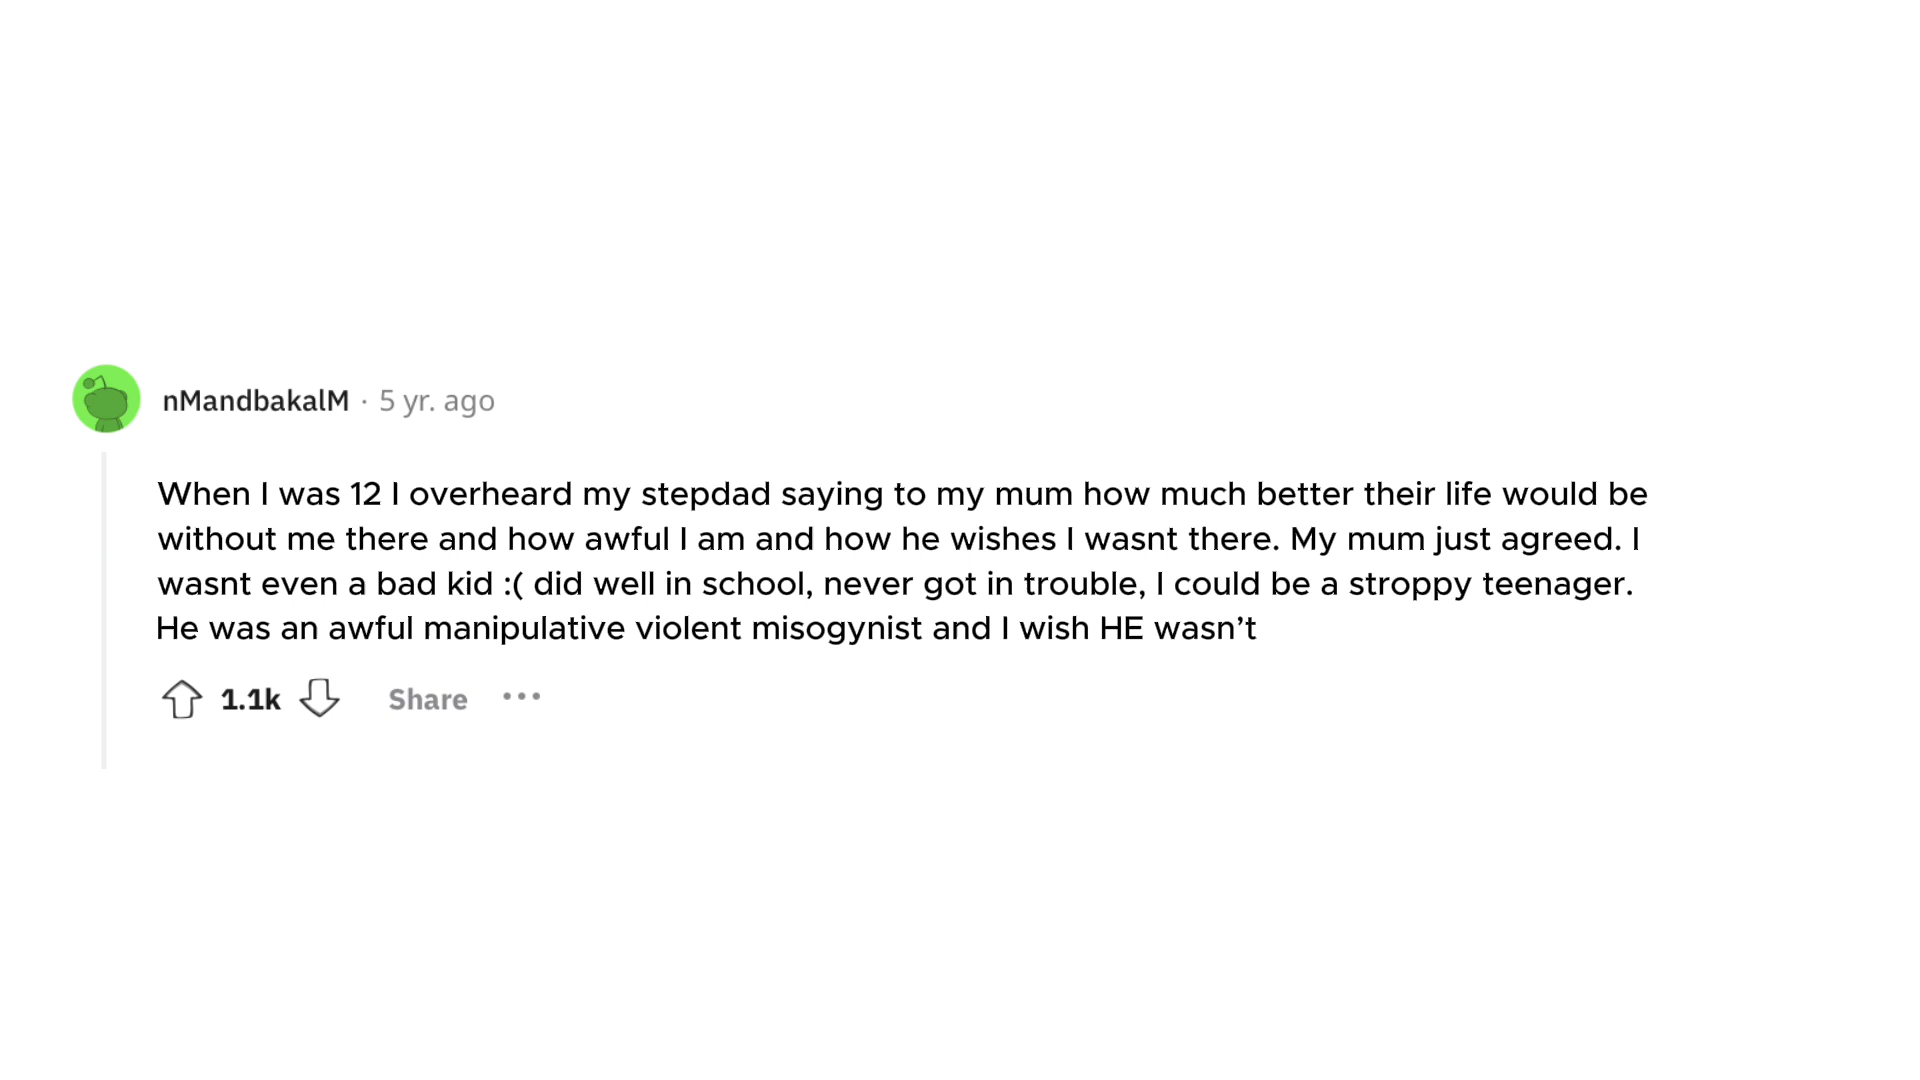 nMandbakalM · 5 yr. ago
When I was 12 I overheard my stepdad saying to my mum how much better their life would be
without me there and how awful I am and how he wishes I wasnt there. My mum just agreed. I
wasnt even a bad kid :( did well in school, never got in trouble, I could be a stroppy teenager.
He was an awful manipulative violent misogynist and I wish HE wasn’t
1.1k Share ...